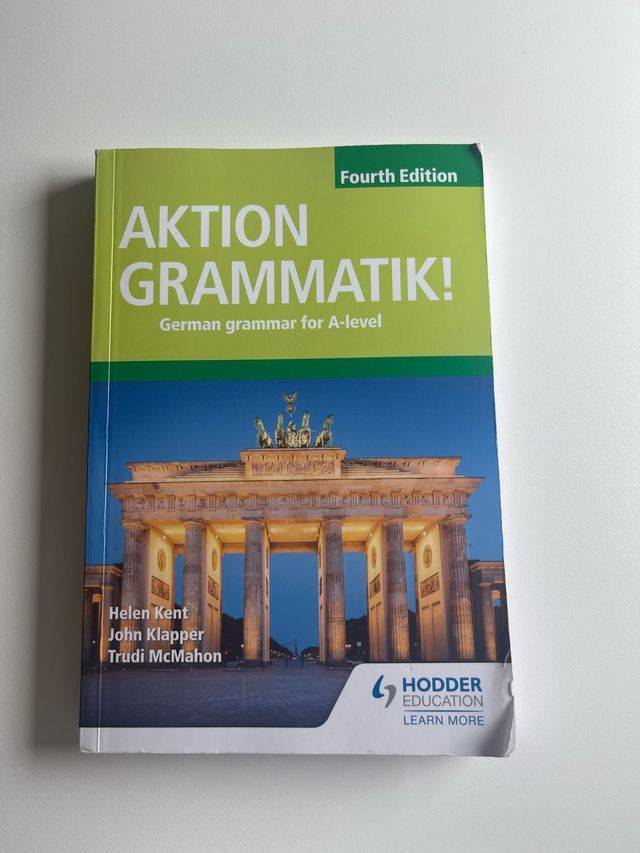 Fourth Edition
AKTION
GRAMMATIK!
German grammar for A-level
Helen Kent
John Klapper
Trudi McMahon
HODDER
EDUCATION
LEARN MORE